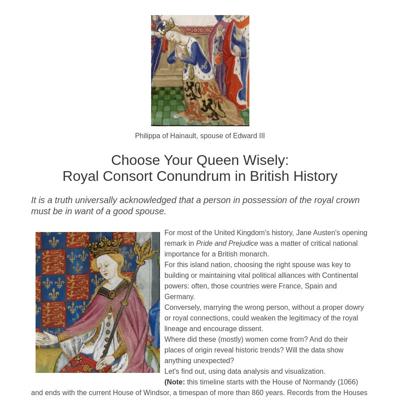 Philippa of Hainault, spouse of Edward III
Choose Your Queen Wisely:
Royal Consort Conundrum in British History
It is a truth universally acknowledged that a person in possession of the royal crown
must be in want of a good spouse.
For most of the United Kingdom's history, Jane Austen's opening
remark in Pride and Prejudice was a matter of critical national
importance for a British monarch.
For this island nation, choosing the right spouse was key to
building or maintaining vital political alliances with Continental
powers: often, those countries were France, Spain and
Germany.
Conversely, marrying the wrong person, without a proper dowry
or royal connections, could weaken the legitimacy of the royal
lineage and encourage dissent.
Where did these (mostly) women come from? And do their
places of origin reveal historic trends? Will the data show
anything unexpected?
Let's find out, using data analysis and visualization.
(Note: this timeline starts with the House of Normandy (1066)
and ends with the current House of Windsor, a timespan of more than 860 years. Records from the Houses